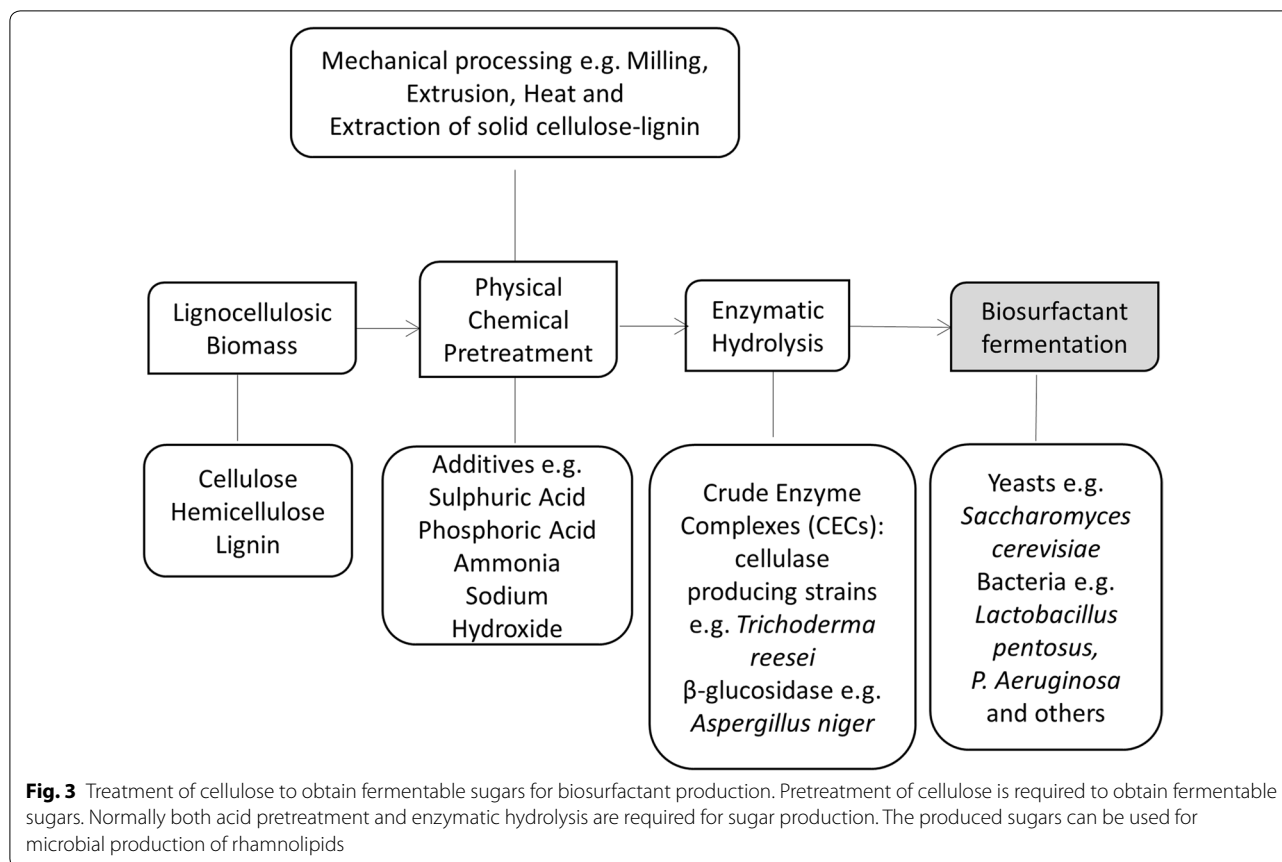 Mechanical processing e.g. Milling,
Extrusion, Heat and
Extraction of solid cellulose-lignin
Lignocellulosic
Biomass
Physical
Chemical
Pretreatment
Enzymatic
Hydrolysis
Biosurfactant
fermentation
Cellulose
Hemicellulose
Lignin
Additives e.g.
Sulphuric Acid
Phosphoric Acid
Ammonia
Sodium
Hydroxide
Crude Enzyme
Complexes (CECs):
cellulase
producing strains
e.g. Trichoderma
reesei
β-glucosidase e.g.
Aspergillus niger
Yeasts e.g.
Saccharomyces
cerevisiae
Bacteria e.g.
Lactobacillus
pentosus,
P. Aeruginosa
and others
Fig. 3 Treatment of cellulose to obtain fermentable sugars for biosurfactant production. Pretreatment of cellulose is required to obtain fermentable
sugars. Normally both acid pretreatment and enzymatic hydrolysis are required for sugar production. The produced sugars can be used for
microbial production of rhamnolipids